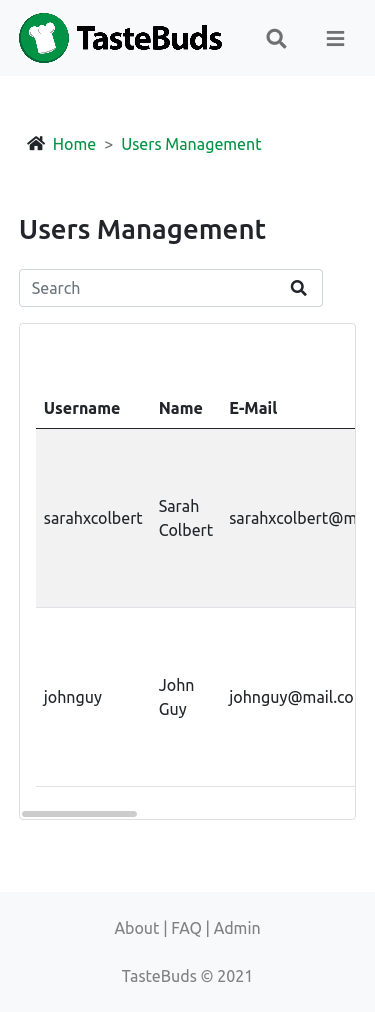 TasteBuds
Home > Users Management
Users Management
Search
Username Name E-Mail
sarahxcolbert Sarah Colbert sarahxcolbert@m
johnguy John Guy johnguy@mail.co
About | FAQ | Admin
TasteBuds © 2021